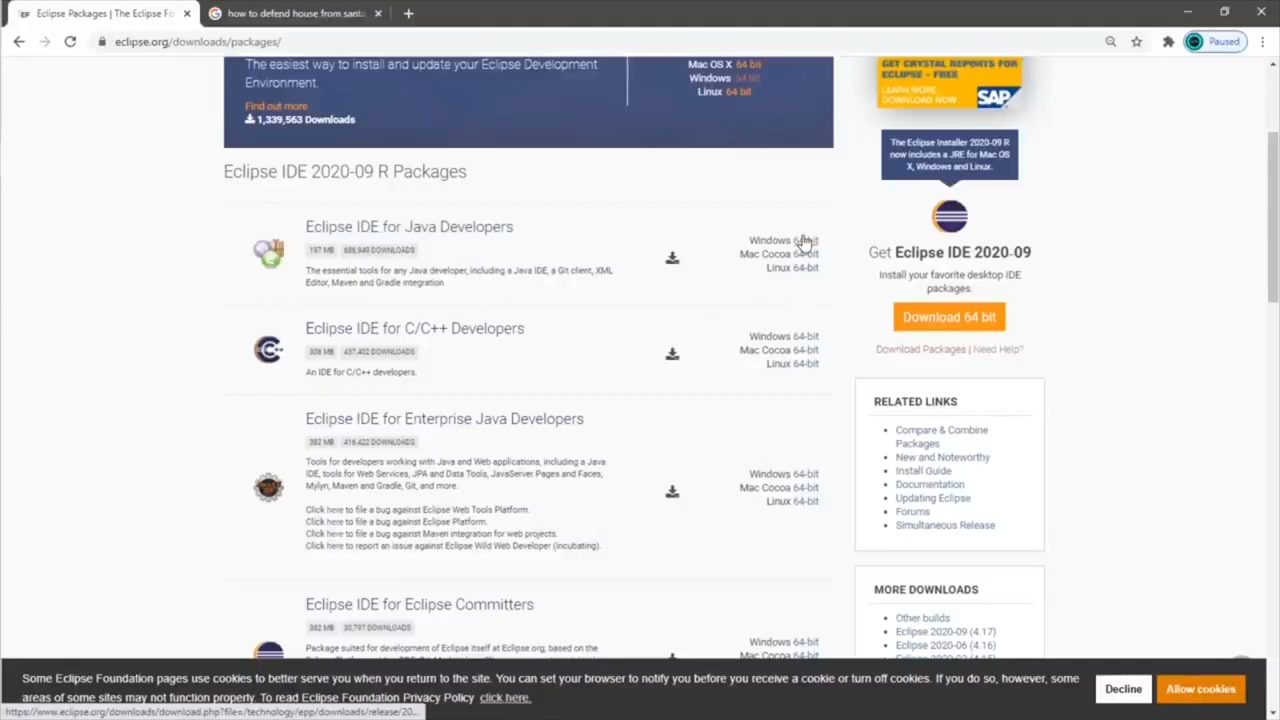 Eclipse Packages | The Eclipse Fo
how to defend house from santa
eclipse.org/downloads/packages/
Paused
The easiest way to install and update your Eclipse Development
Environment.
Find out more
1,339,563 Downloads
Mac OS X 64 bit
Windows 64 bit
Linux 64 bit
GET CRYSTAL REPORTS FOR
ECLIPSE - FREE
LEARN MORE
DOWNLOAD NOW
SAP
The Eclipse Installer 2020-09 R
now includes a JRE for Mac OS
X, Windows and Linux.
Get Eclipse IDE 2020-09
Install your favorite desktop IDE
packages.
Download 64 bit
Download Packages | Need Help?
Eclipse IDE 2020-09 R Packages
Eclipse IDE for Java Developers
197 MB 686,949 DOWNLOADS
The essential tools for any Java developer, including a Java IDE, a Git client, XML
Editor, Maven and Gradle integration
Windows 64-bit
Mac Cocoa 64-bit
Linux 64-bit
Eclipse IDE for C/C++ Developers
308 MB 437,402 DOWNLOADS
An IDE for C/C++ developers.
Windows 64-bit
Mac Cocoa 64-bit
Linux 64-bit
Eclipse IDE for Enterprise Java Developers
382 MB 416,422 DOWNLOADS
Tools for developers working with Java and Web applications, including a Java
IDE, tools for Web Services, JPA and Data Tools, JavaServer Pages and Faces,
Mylyn, Maven and Gradle, Git, and more.
Click here to file a bug against Eclipse Web Tools Platform.
Click here to file a bug against Eclipse Platform.
Click here to file a bug against Maven integration for web projects.
Click here to report an issue against Eclipse Wild Web Developer (incubating).
Windows 64-bit
Mac Cocoa 64-bit
Linux 64-bit
Eclipse IDE for Eclipse Committers
382 MB 30,797 DOWNLOADS
Package suited for development of Eclipse itself at Eclipse.org; based on the
Windows 64-bit
Mac Cocoa 64-bit
RELATED LINKS
Compare & Combine
Packages
New and Noteworthy
Install Guide
Documentation
Updating Eclipse
Forums
Simultaneous Release
MORE DOWNLOADS
Other builds
Eclipse 2020-09 (4.17)
Eclipse 2020-06 (4.16)
Some Eclipse Foundation pages use cookies to better serve you when you return to the site. You can set your browser to notify you before you receive a cookie or turn off cookies. If you do so, however, some
areas of some sites may not function properly. To read Eclipse Foundation Privacy Policy click here.
Decline
Allow cookies
https://www.eclipse.org/downloads/download.php?file=/technology/epp/downloads/release/20...